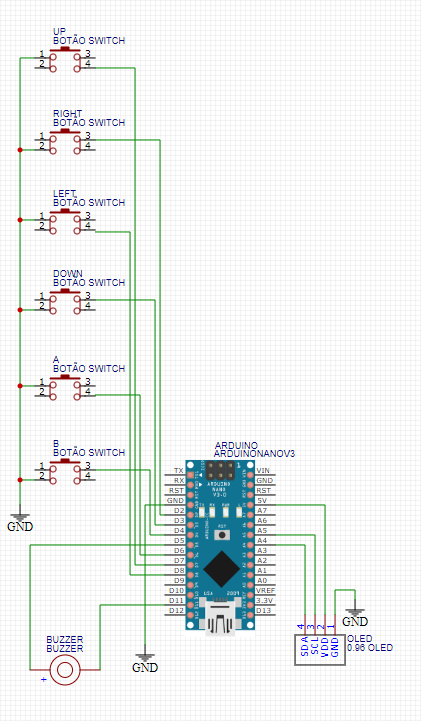 UP
BOTÃO SWITCH
1 3
2 4
RIGHT
BOTÃO SWITCH
1 3
2 4
LEFT
BOTÃO SWITCH
1 3
2 4
DOWN
BOTÃO SWITCH
1 3
2 4
A
BOTÃO SWITCH
1 3
2 4
B
BOTÃO SWITCH
1 3
2 4
GND
ARDUINO
ARDUINONANOV3
TX VIN
RX GND
RST RST
GND 5V
D2 A7
D3 A6
D4 A5
D5 A4
D6 A3
D7 A2
D8 A1
D9 A0
D10 VREF
D11 3.3V
D12 D13
ARDUINO
NANO
V3.0
RST
USA 2009
GND
BUZZER
BUZZER
+
GND
4 3 2 1
SDA SCL VDD GND
OLED
0.96 OLED